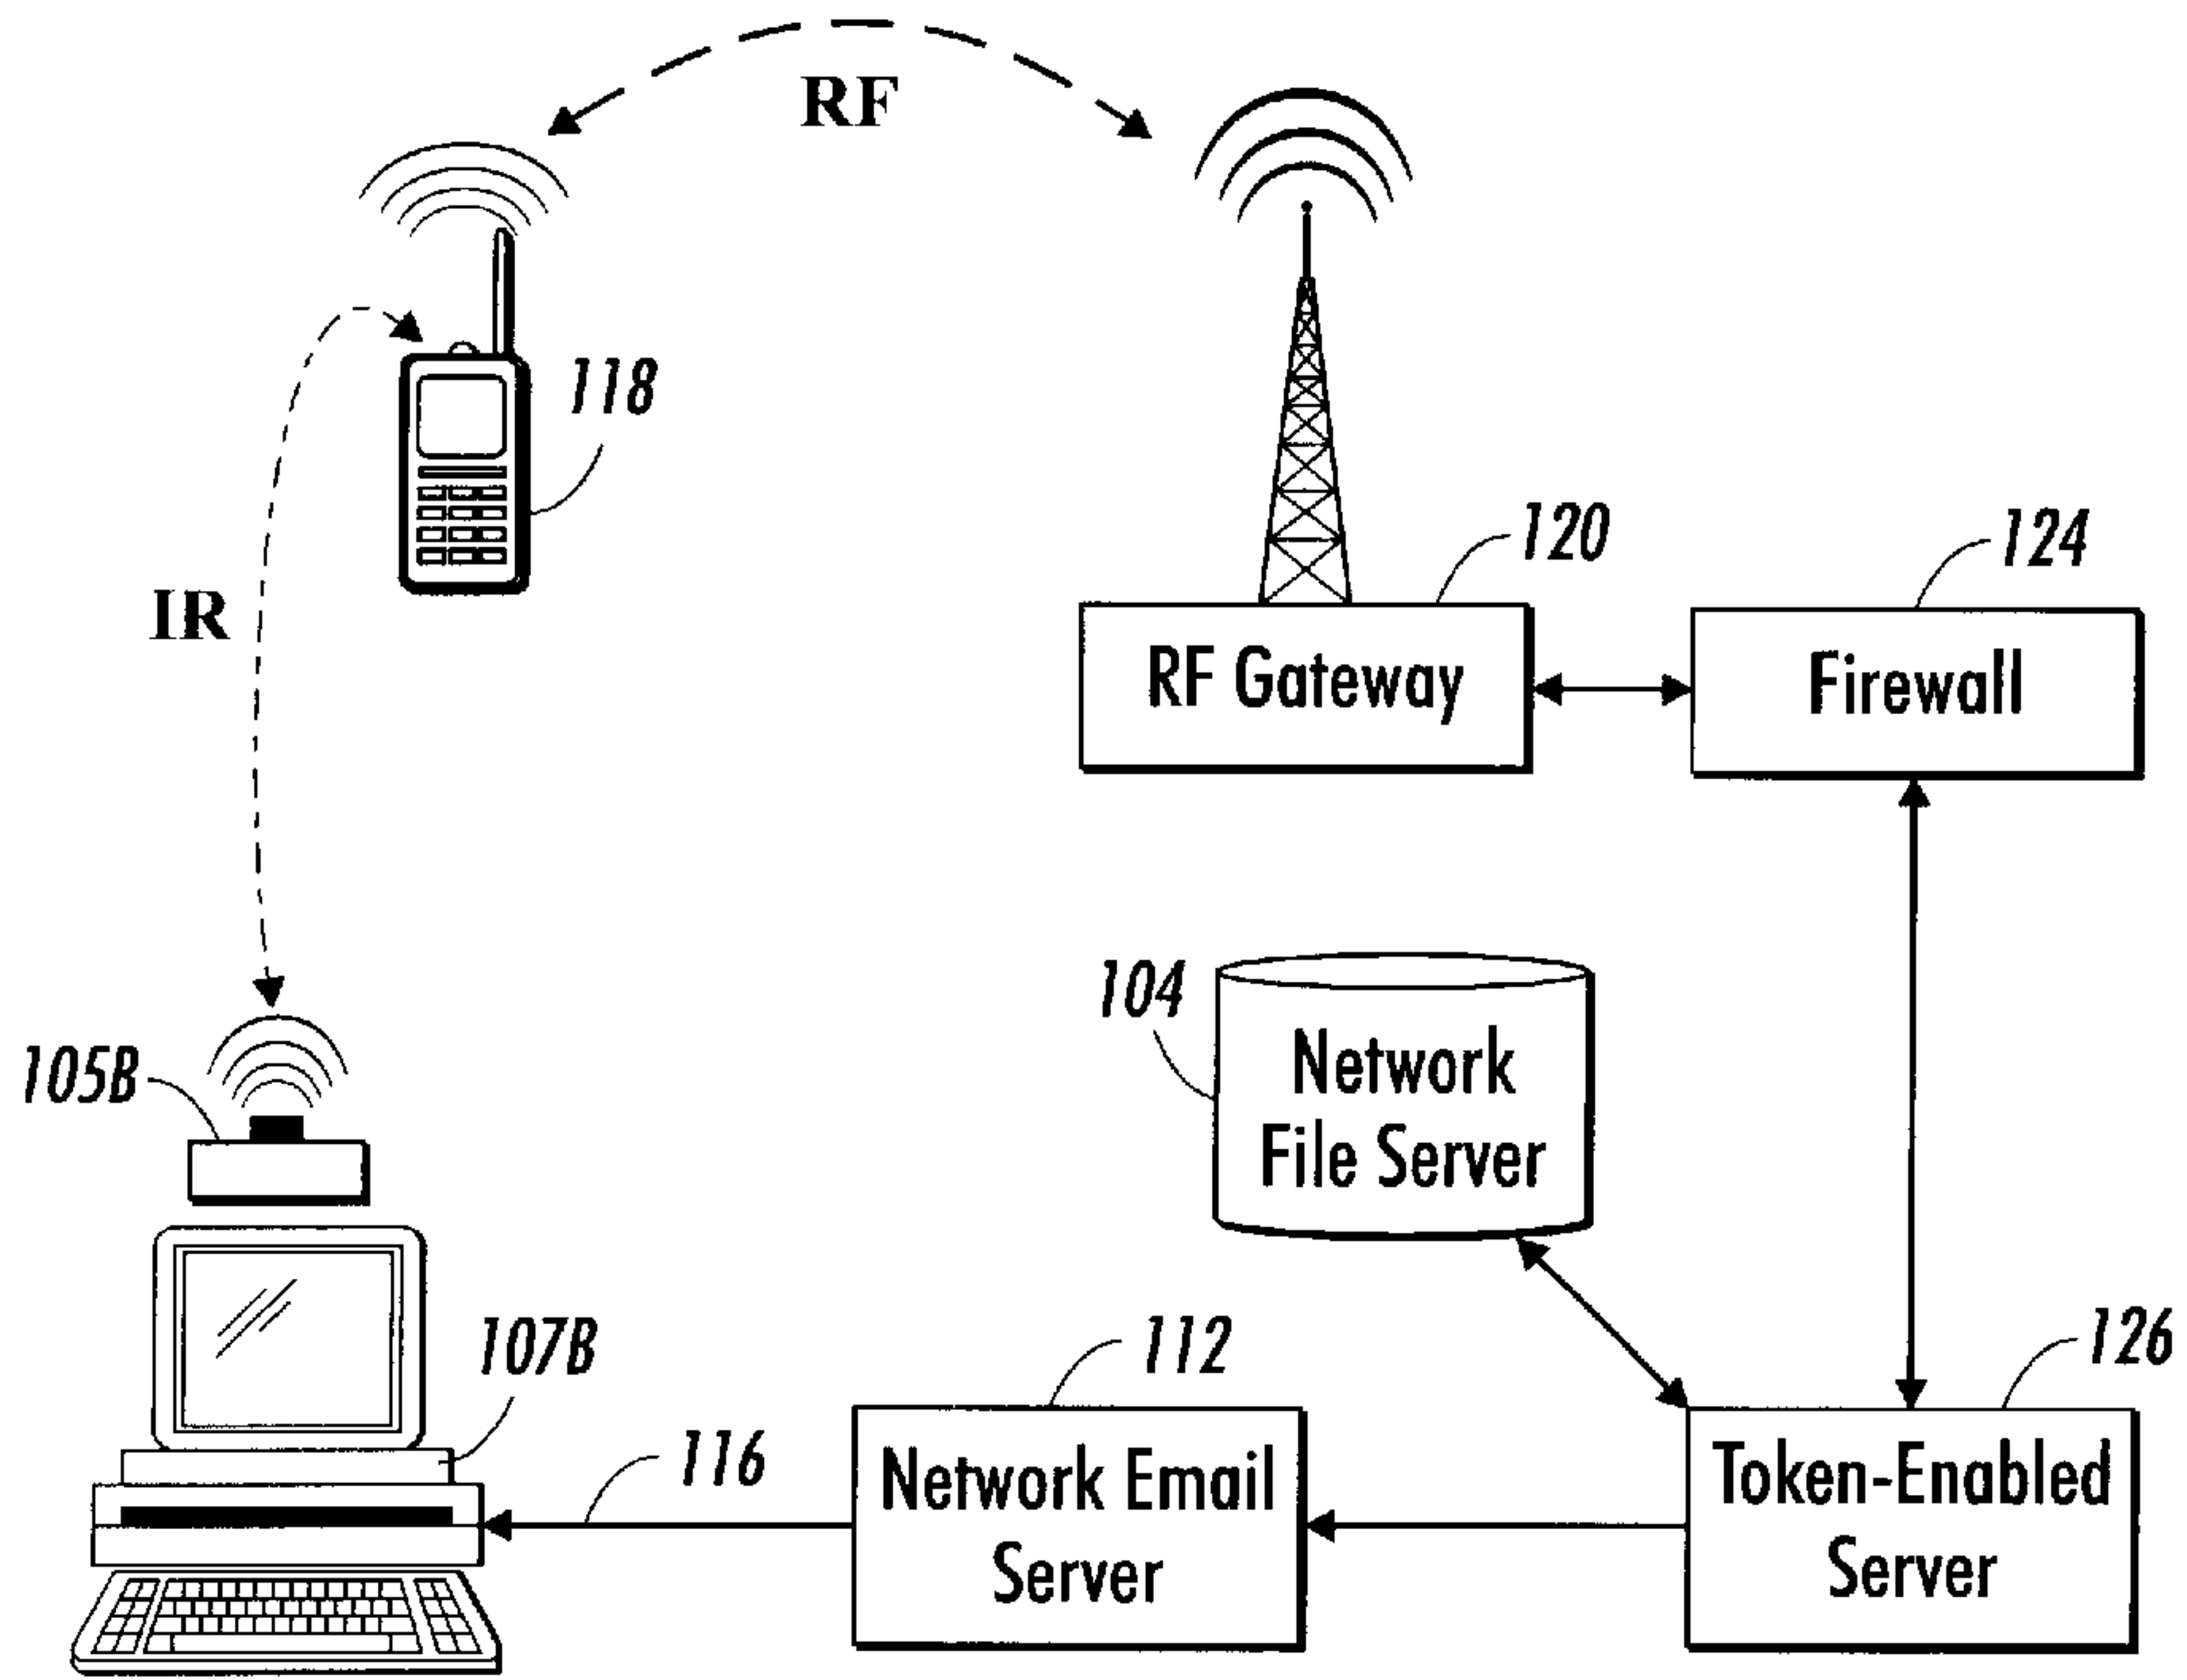 RF
118
IR
120
124
RF Gateway
Firewall
104
Network
File Server
105B
107B
112
126
116
Network Email
Server
Token-Enabled
Server